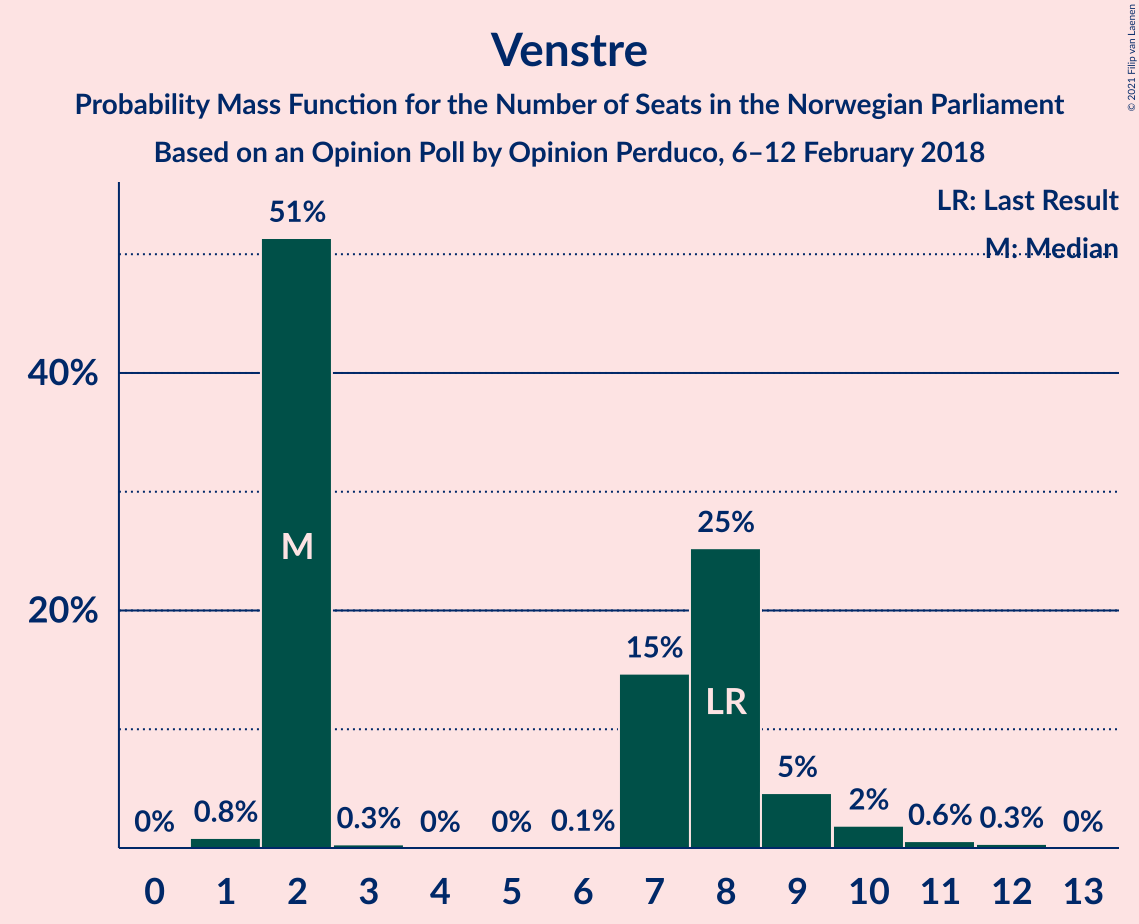 Venstre
Probability Mass Function for the Number of Seats in the Norwegian Parliament
Based on an Opinion Poll by Opinion Perduco, 6–12 February 2018
© 2021 Filip van Laenen
LR: Last Result
M: Median
40%
20%
0%
0.8%
51%
0.3%
0%
0%
0.1%
15%
25%
5%
2%
0.6%
0.3%
0%
M
LR
0 1 2 3 4 5 6 7 8 9 10 11 12 13